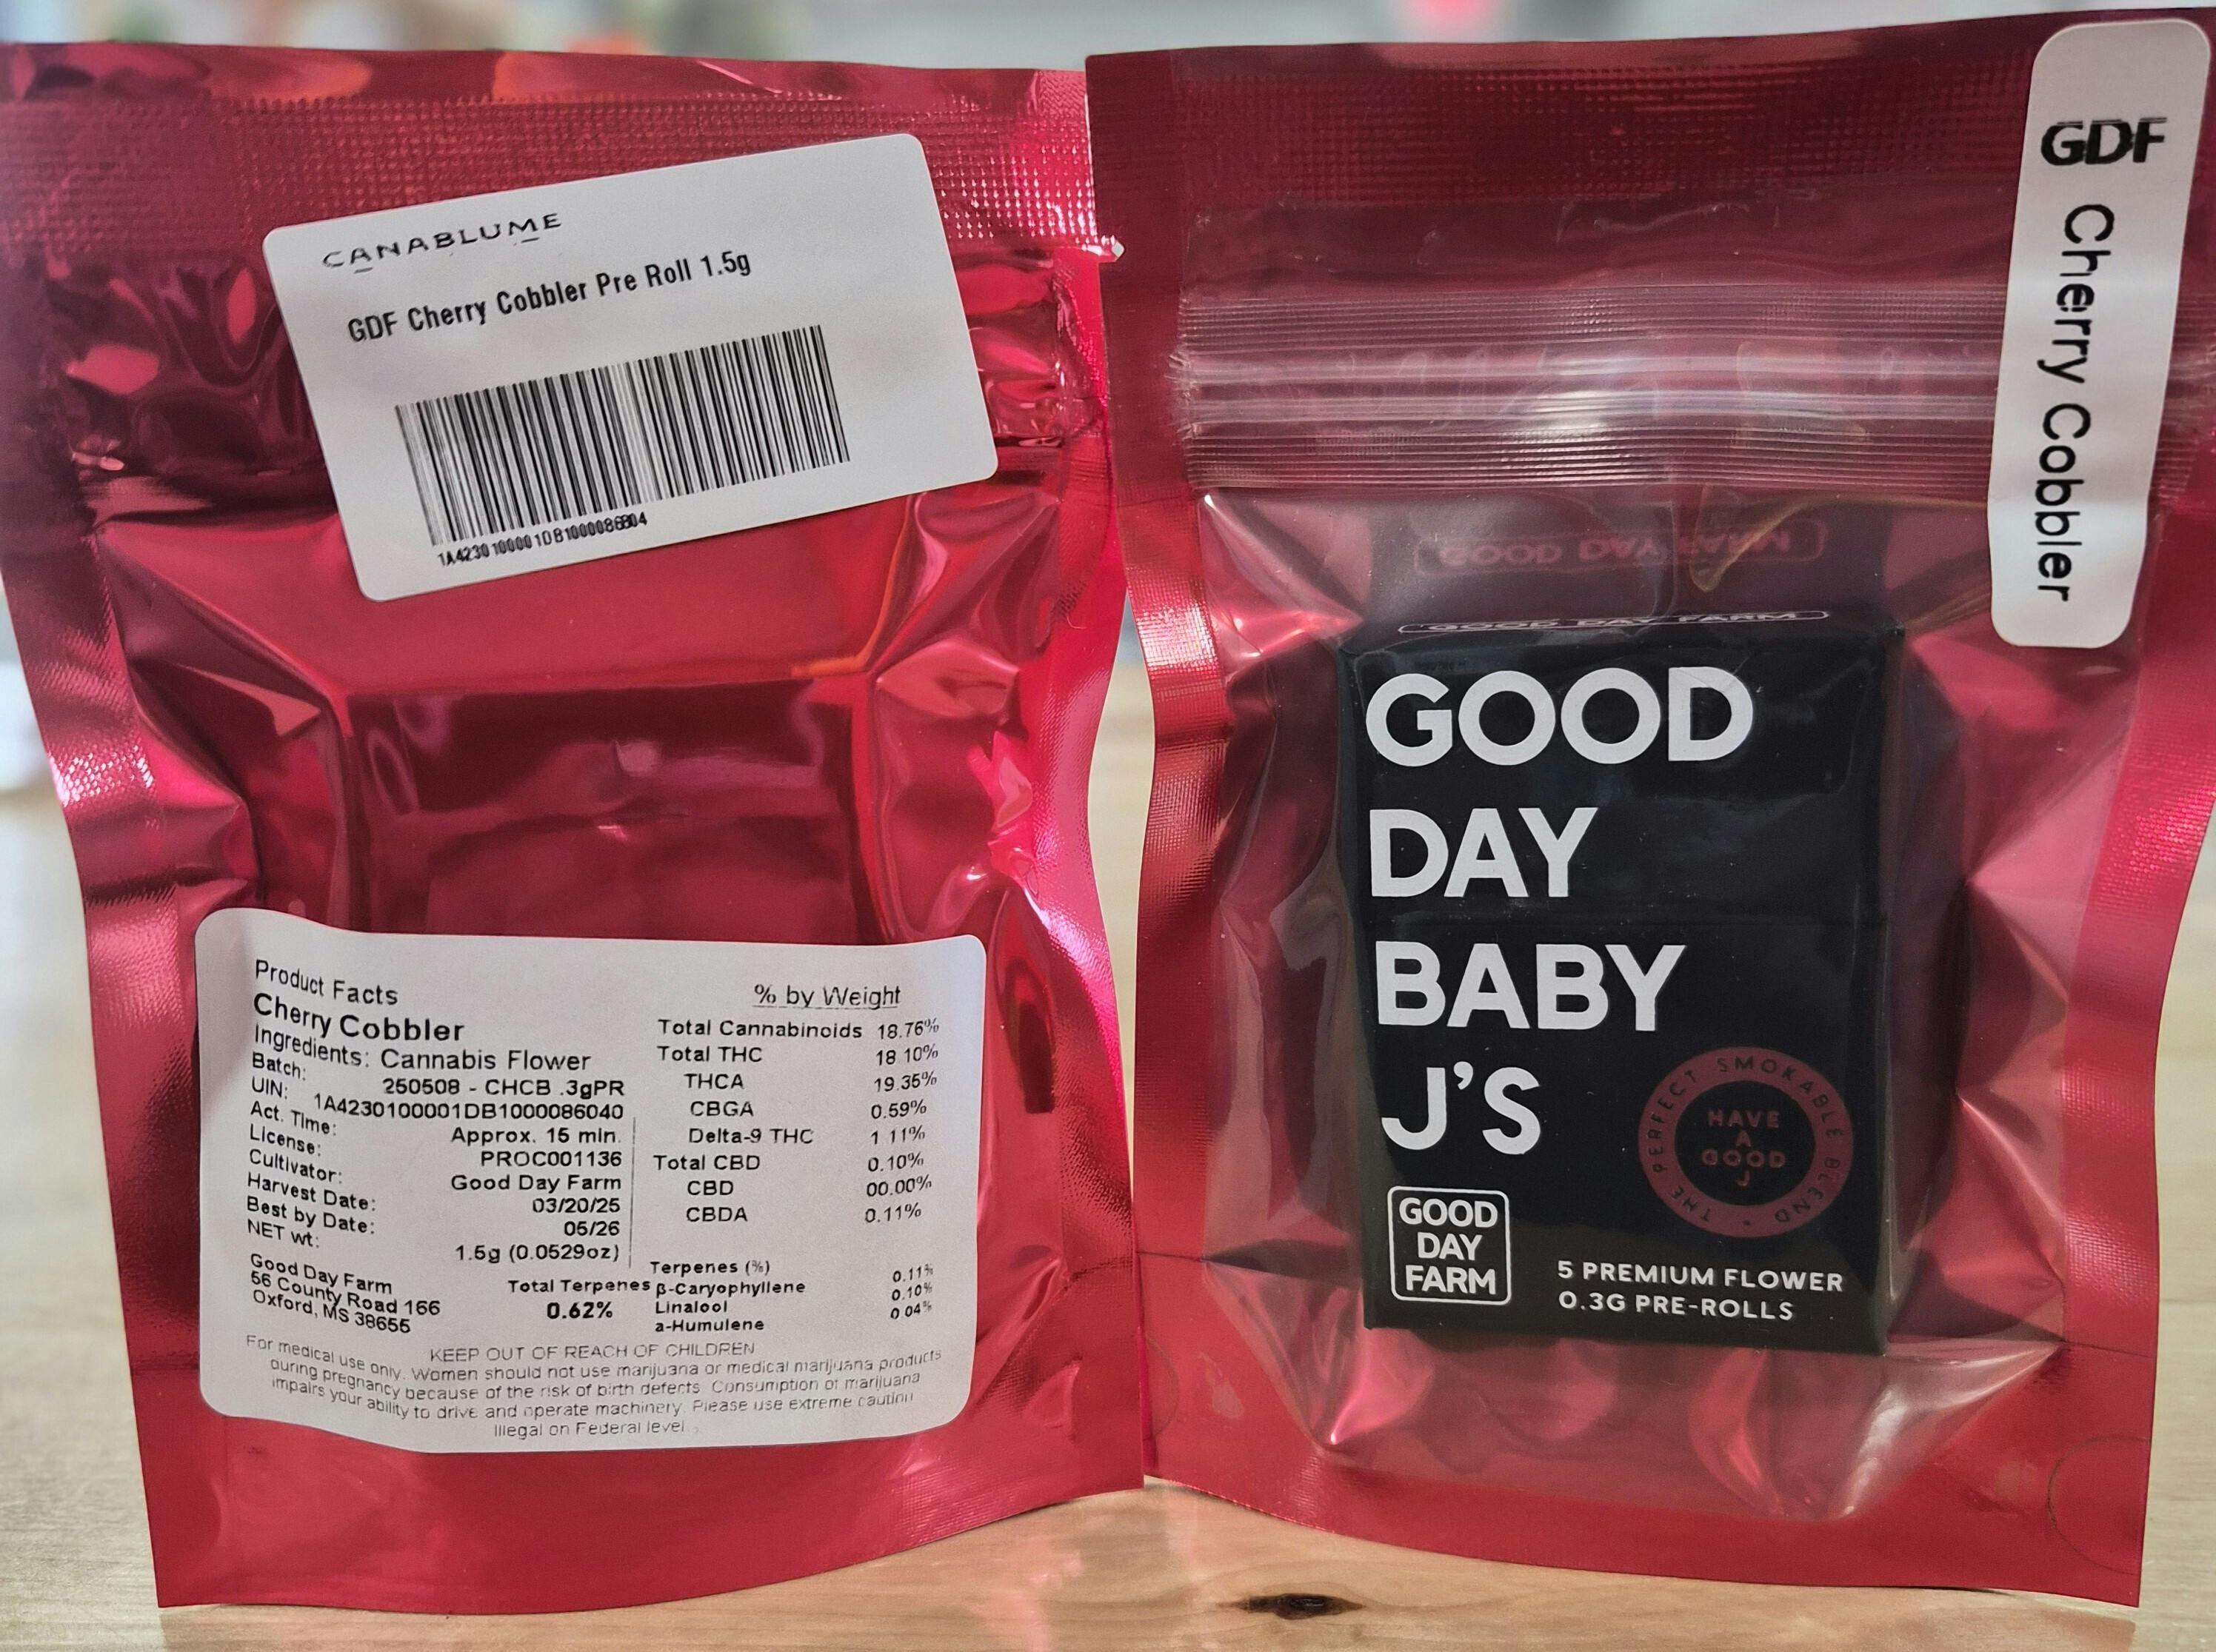 CANABLUME
GDF Cherry Cobbler Pre Roll 1.5g
Product Facts
Cherry Cobbler
Ingredients: Cannabis Flower
Batch: 250508 - CHCB .3gPR
UIN: 1A4230100001DB1000086040
Act. Time: Approx. 15 min.
License: PROC001136
Cultivator: Good Day Farm
Harvest Date: 03/20/25
Best by Date: 05/26
NET wt: 1.5g (0.0529oz)
Good Day Farm
56 County Road 166
Oxford, MS 38655
% by Weight
Total Cannabinoids 18.76%
Total THC 18.10%
THCA 19.35%
CBGA 0.59%
Delta-9 THC 1.11%
Total CBD 0.10%
CBD 00.00%
CBDA 0.11%
Total Terpenes
0.62%
Terpenes (%)
β-Caryophyllene 0.11%
Linalool 0.10%
a-Humulene 0.04%
KEEP OUT OF REACH OF CHILDREN
For medical use only. Women should not use marijuana or medical marijuana products
during pregnancy because of the risk of birth defects. Consumption of marijuana
impairs your ability to drive and operate machinery. Please use extreme caution
Illegal on Federal level.
GDF Cherry Cobbler
GOOD DAY FARM
GOOD
DAY
BABY
J'S
THE PERFECT SMOKABLE BLEND •
HAVE
A
GOOD
J
GOOD
DAY
FARM
5 PREMIUM FLOWER
0.3G PRE-ROLLS